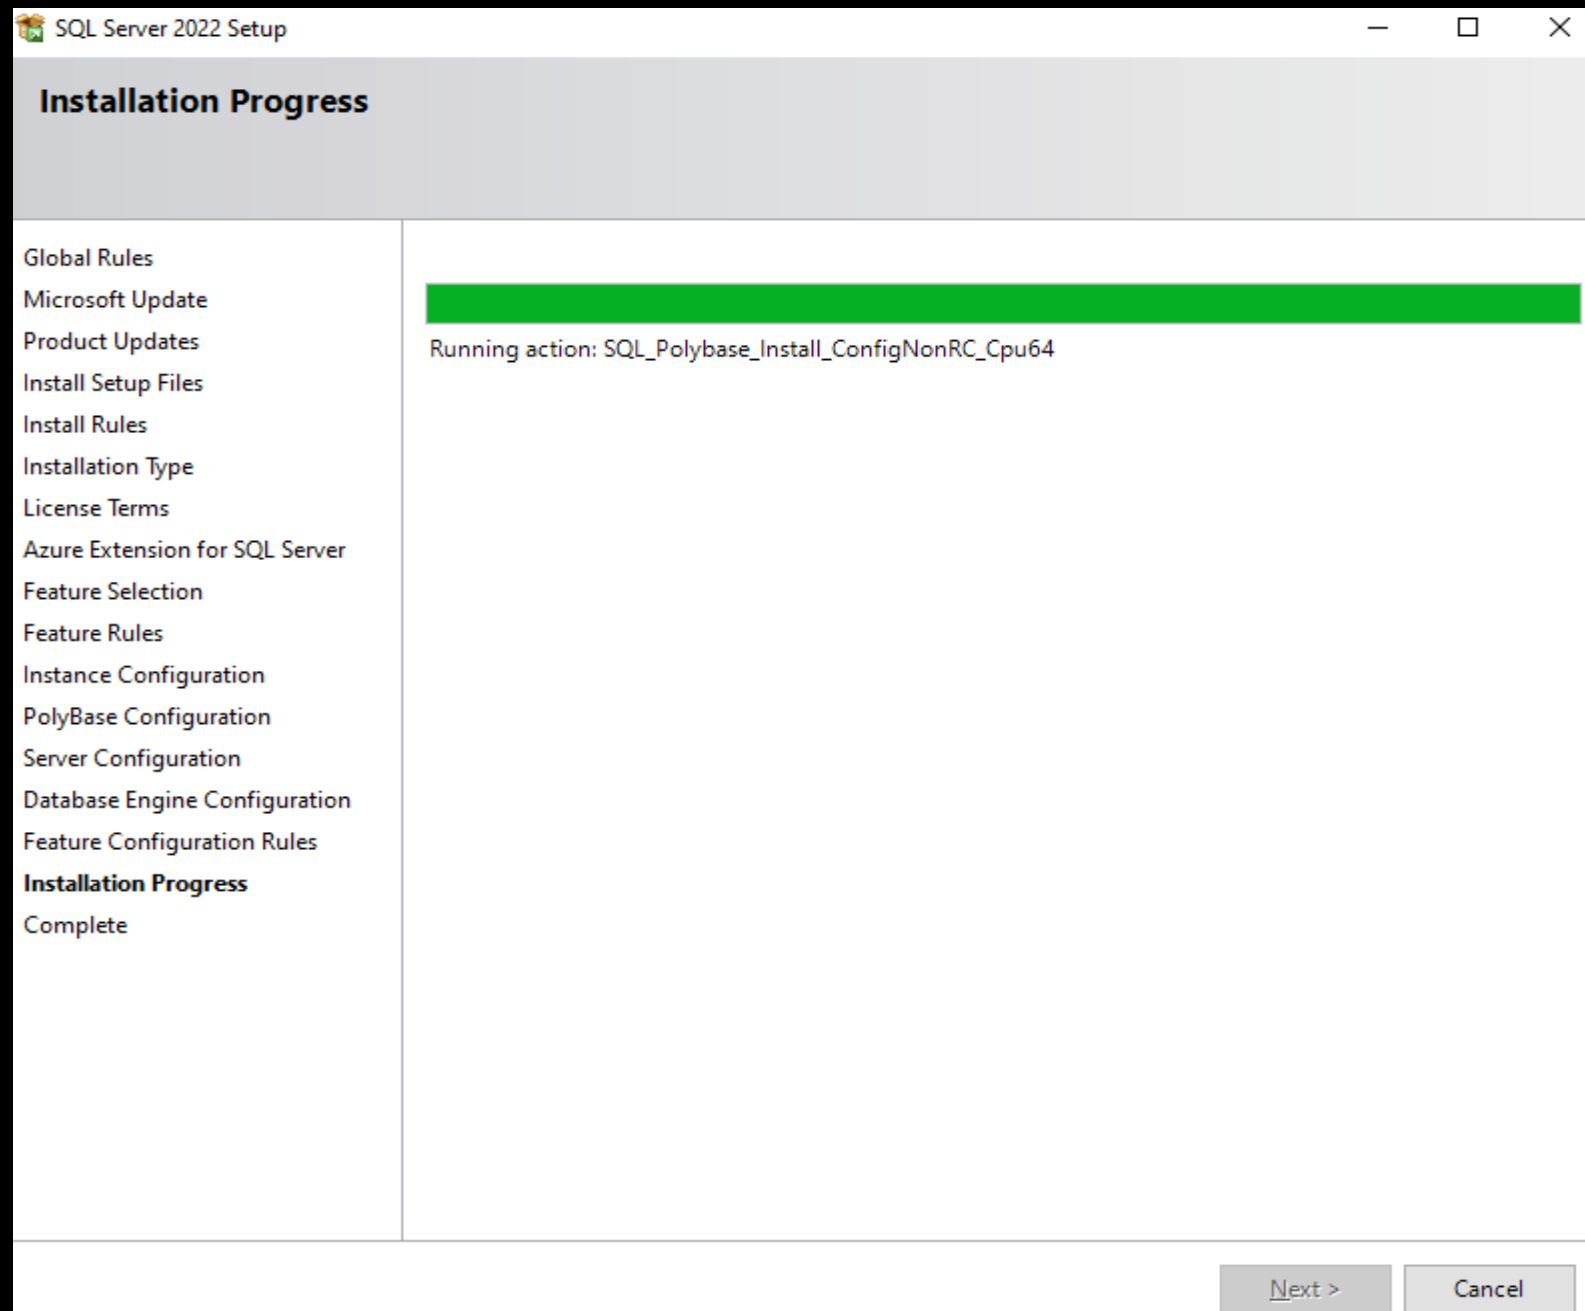 SQL Server 2022 Setup
Installation Progress
Global Rules
Microsoft Update
Product Updates
Install Setup Files
Install Rules
Installation Type
License Terms
Azure Extension for SQL Server
Feature Selection
Feature Rules
Instance Configuration
PolyBase Configuration
Server Configuration
Database Engine Configuration
Feature Configuration Rules
Installation Progress
Complete
Running action: SQL_Polybase_Install_ConfigNonRC_Cpu64
Next >
Cancel